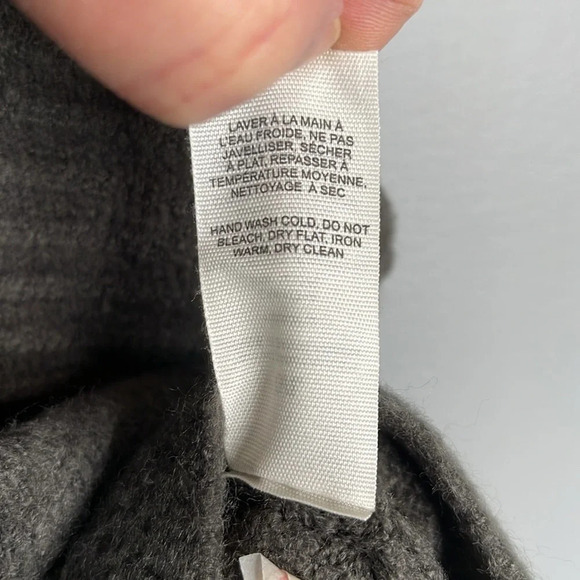 LAVER À LA MAIN À
L'EAU FROIDE, NE PAS
JAVELLISER, SÉCHER
À PLAT, REPASSER À
TEMPÉRATURE MOYENNE,
NETTOYAGE À SEC
HAND WASH COLD, DO NOT
BLEACH, DRY FLAT, IRON
WARM, DRY CLEAN